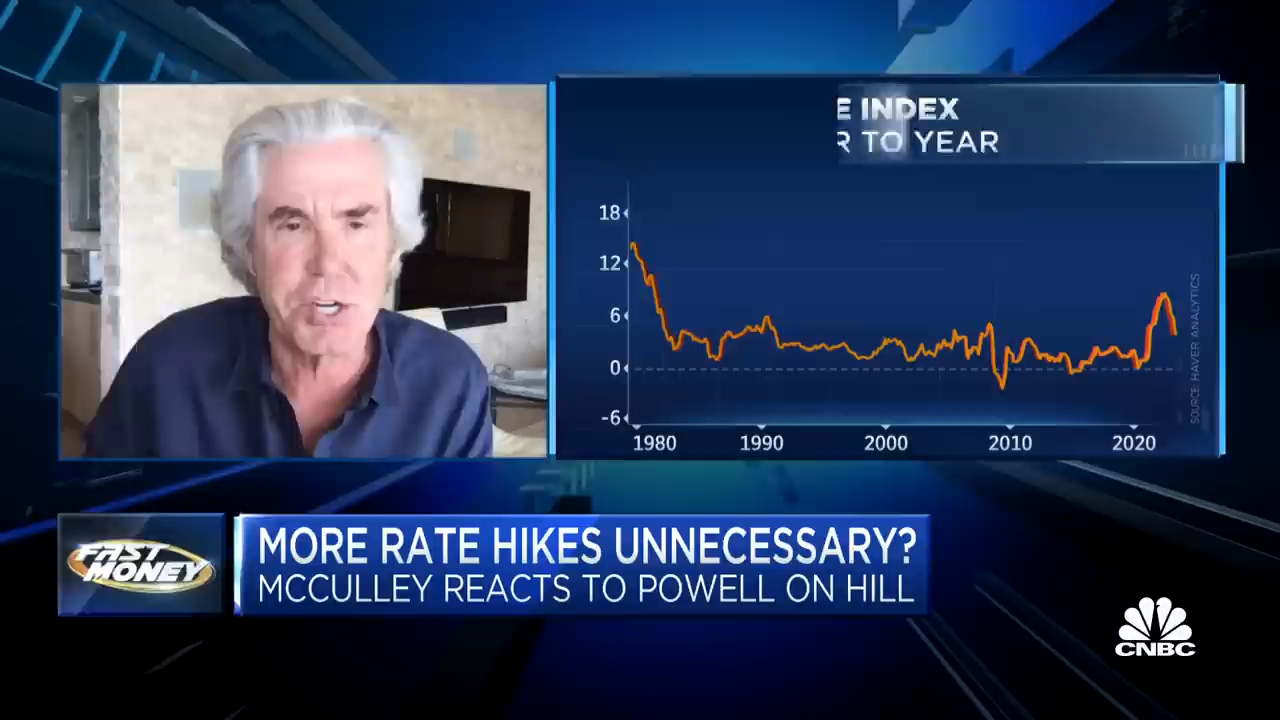 E INDEX
R TO YEAR
18
12
6
0
-6
1980 1990 2000 2010 2020
SOURCE: HAVER ANALYTICS
FAST
MONEY
MORE RATE HIKES UNNECESSARY?
MCCULLEY REACTS TO POWELL ON HILL
CNBC